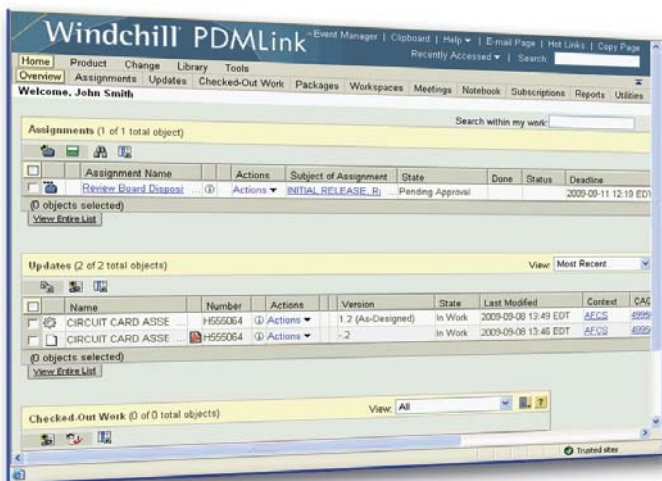 Windchill PDMLink
Event Manager | Clipboard | Help | E-mail Page | Hot Links | Copy Page
Recently Accessed | Search
Home Product Change Library Tools
Overview Assignments Updates Checked-Out Work Packages Workspaces Meetings Notebook Subscriptions Reports Utilities
Welcome, John Smith
Search within my work:
Assignments (1 of 1 total object)
Assignment Name Actions Subject of Assignment State Done Status Deadline
Review Board Disposi ... Actions INITIAL RELEASE, R ... Pending Approval 2009-09-11 12:19 EDT
(0 objects selected)
View Entire List
Updates (2 of 2 total objects)
View: Most Recent
Name Number Actions Version State Last Modified Context CAG
CIRCUIT CARD ASSE ... H555064 Actions 1.2 (As-Designed) In Work 2009-09-08 13:49 EDT AFCS
CIRCUIT CARD ASSE ... H555064 Actions -.2 In Work 2009-09-08 13:46 EDT AFCS
(0 objects selected)
View Entire List
Checked-Out Work (0 of 0 total objects)
View: All
Trusted sites